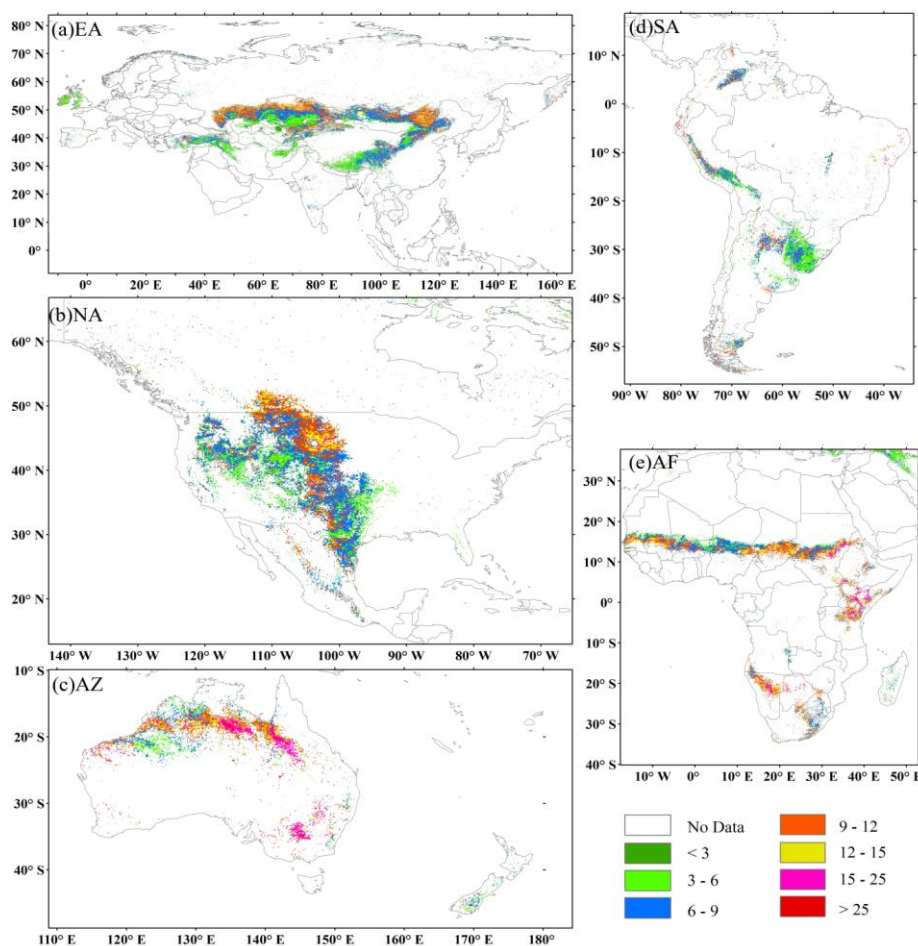 (a)EA
80° N
70° N
60° N
50° N
40° N
30° N
20° N
10° N
0°
0° 20° E 40° E 60° E 80° E 100° E 120° E 140° E 160° E
(b)NA
60° N
50° N
40° N
30° N
20° N
140° W 130° W 120° W 110° W 100° W 90° W 80° W 70° W
(c)AZ
10° S
20° S
30° S
40° S
110° E 120° E 130° E 140° E 150° E 160° E 170° E 180°
(d)SA
10° N
0°
10° S
20° S
30° S
40° S
50° S
90° W 80° W 70° W 60° W 50° W 40° W
(e)AF
30° N
20° N
10° N
0°
10° S
20° S
30° S
40° S
10° W 0° 10° E 20° E 30° E 40° E 50° E
No Data
< 3
3 - 6
6 - 9
9 - 12
12 - 15
15 - 25
> 25